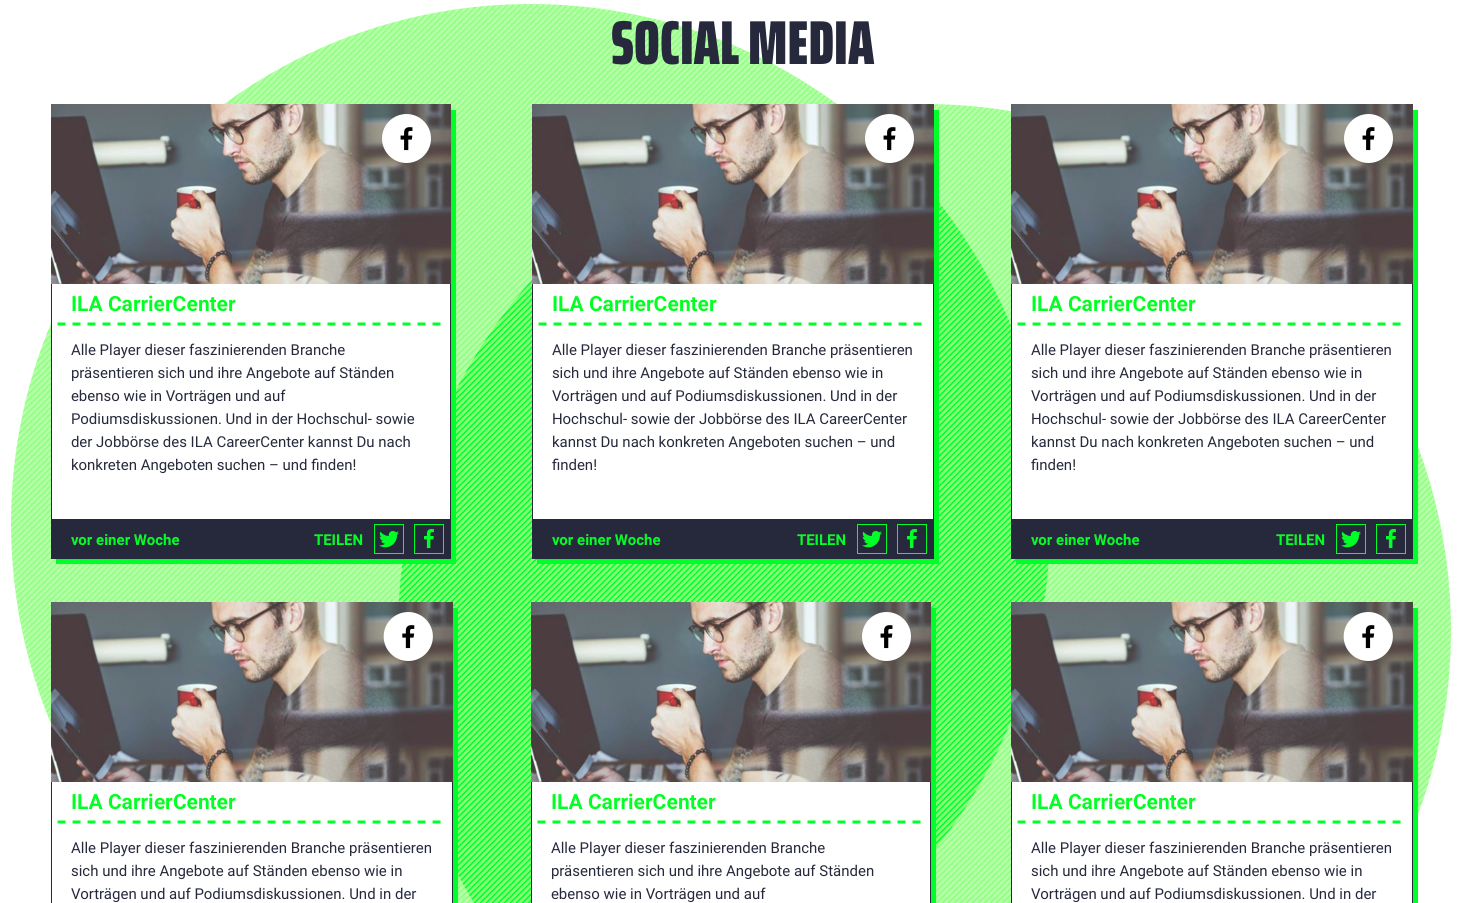 SOCIAL MEDIA
ILA CarrierCenter
Alle Player dieser faszinierenden Branche
präsentieren sich und ihre Angebote auf Ständen
ebenso wie in Vorträgen und auf
Podiumsdiskussionen. Und in der Hochschul- sowie
der Jobbörse des ILA CareerCenter kannst Du nach
konkreten Angeboten suchen – und finden!
vor einer Woche TEILEN
ILA CarrierCenter
Alle Player dieser faszinierenden Branche präsentieren
sich und ihre Angebote auf Ständen ebenso wie in
Vorträgen und auf Podiumsdiskussionen. Und in der
Hochschul- sowie der Jobbörse des ILA CareerCenter
kannst Du nach konkreten Angeboten suchen – und
finden!
vor einer Woche TEILEN
ILA CarrierCenter
Alle Player dieser faszinierenden Branche präsentieren
sich und ihre Angebote auf Ständen ebenso wie in
Vorträgen und auf Podiumsdiskussionen. Und in der
Hochschul- sowie der Jobbörse des ILA CareerCenter
kannst Du nach konkreten Angeboten suchen – und
finden!
vor einer Woche TEILEN
ILA CarrierCenter
Alle Player dieser faszinierenden Branche präsentieren
sich und ihre Angebote auf Ständen ebenso wie in
Vorträgen und auf Podiumsdiskussionen. Und in der
ILA CarrierCenter
Alle Player dieser faszinierenden Branche
präsentieren sich und ihre Angebote auf Ständen
ebenso wie in Vorträgen und auf
ILA CarrierCenter
Alle Player dieser faszinierenden Branche präsentieren
sich und ihre Angebote auf Ständen ebenso wie in
Vorträgen und auf Podiumsdiskussionen. Und in der